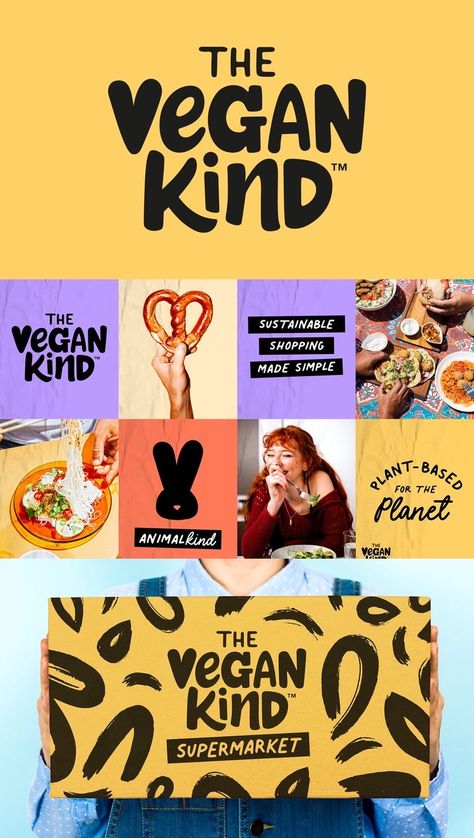 THE
VEGAN
KIND™
THE
VEGAN
KIND™
SUSTAINABLE
SHOPPING
MADE SIMPLE
ANIMALkind
PLANT-BASED
FOR THE
Planet
THE
VEGAN
KIND
THE
VEGAN
KIND™
SUPERMARKET